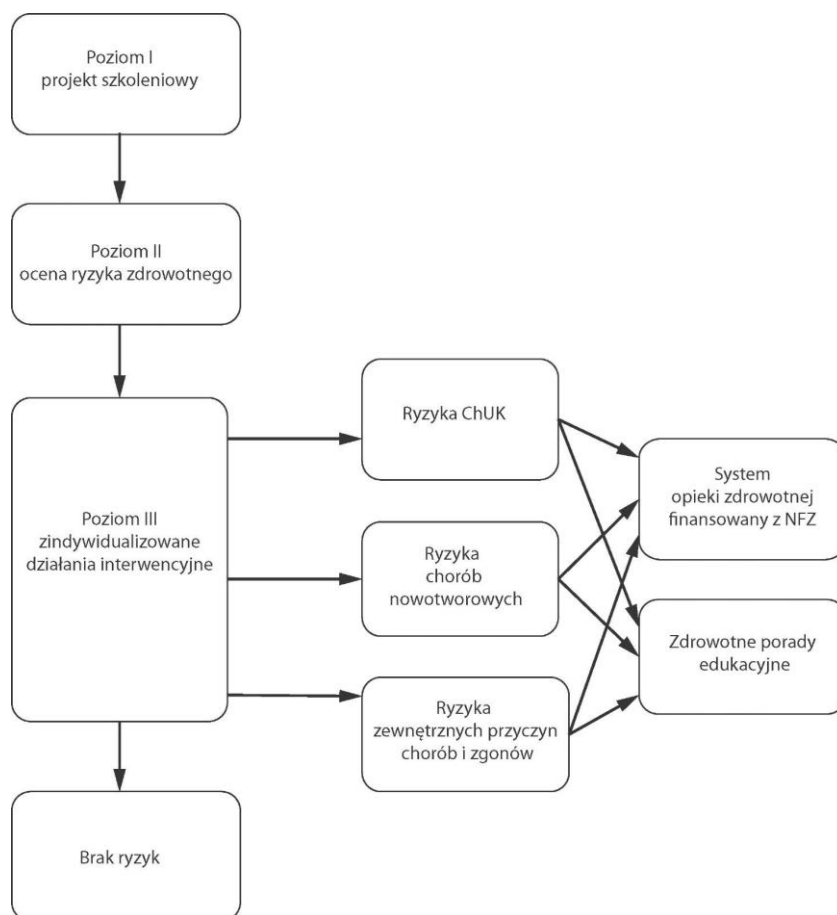 Poziom I
projekt szkoleniowy
Poziom II
ocena ryzyka zdrowotnego
Poziom III
zindywidualizowane
działania interwencyjne
Brak ryzyk
Ryzyka ChUK
Ryzyka
chorób
nowotworowych
Ryzyka
zewnętrznych przyczyn
chorób i zgonów
System
opieki zdrowotnej
finansowany z NFZ
Zdrowotne porady
edukacyjne